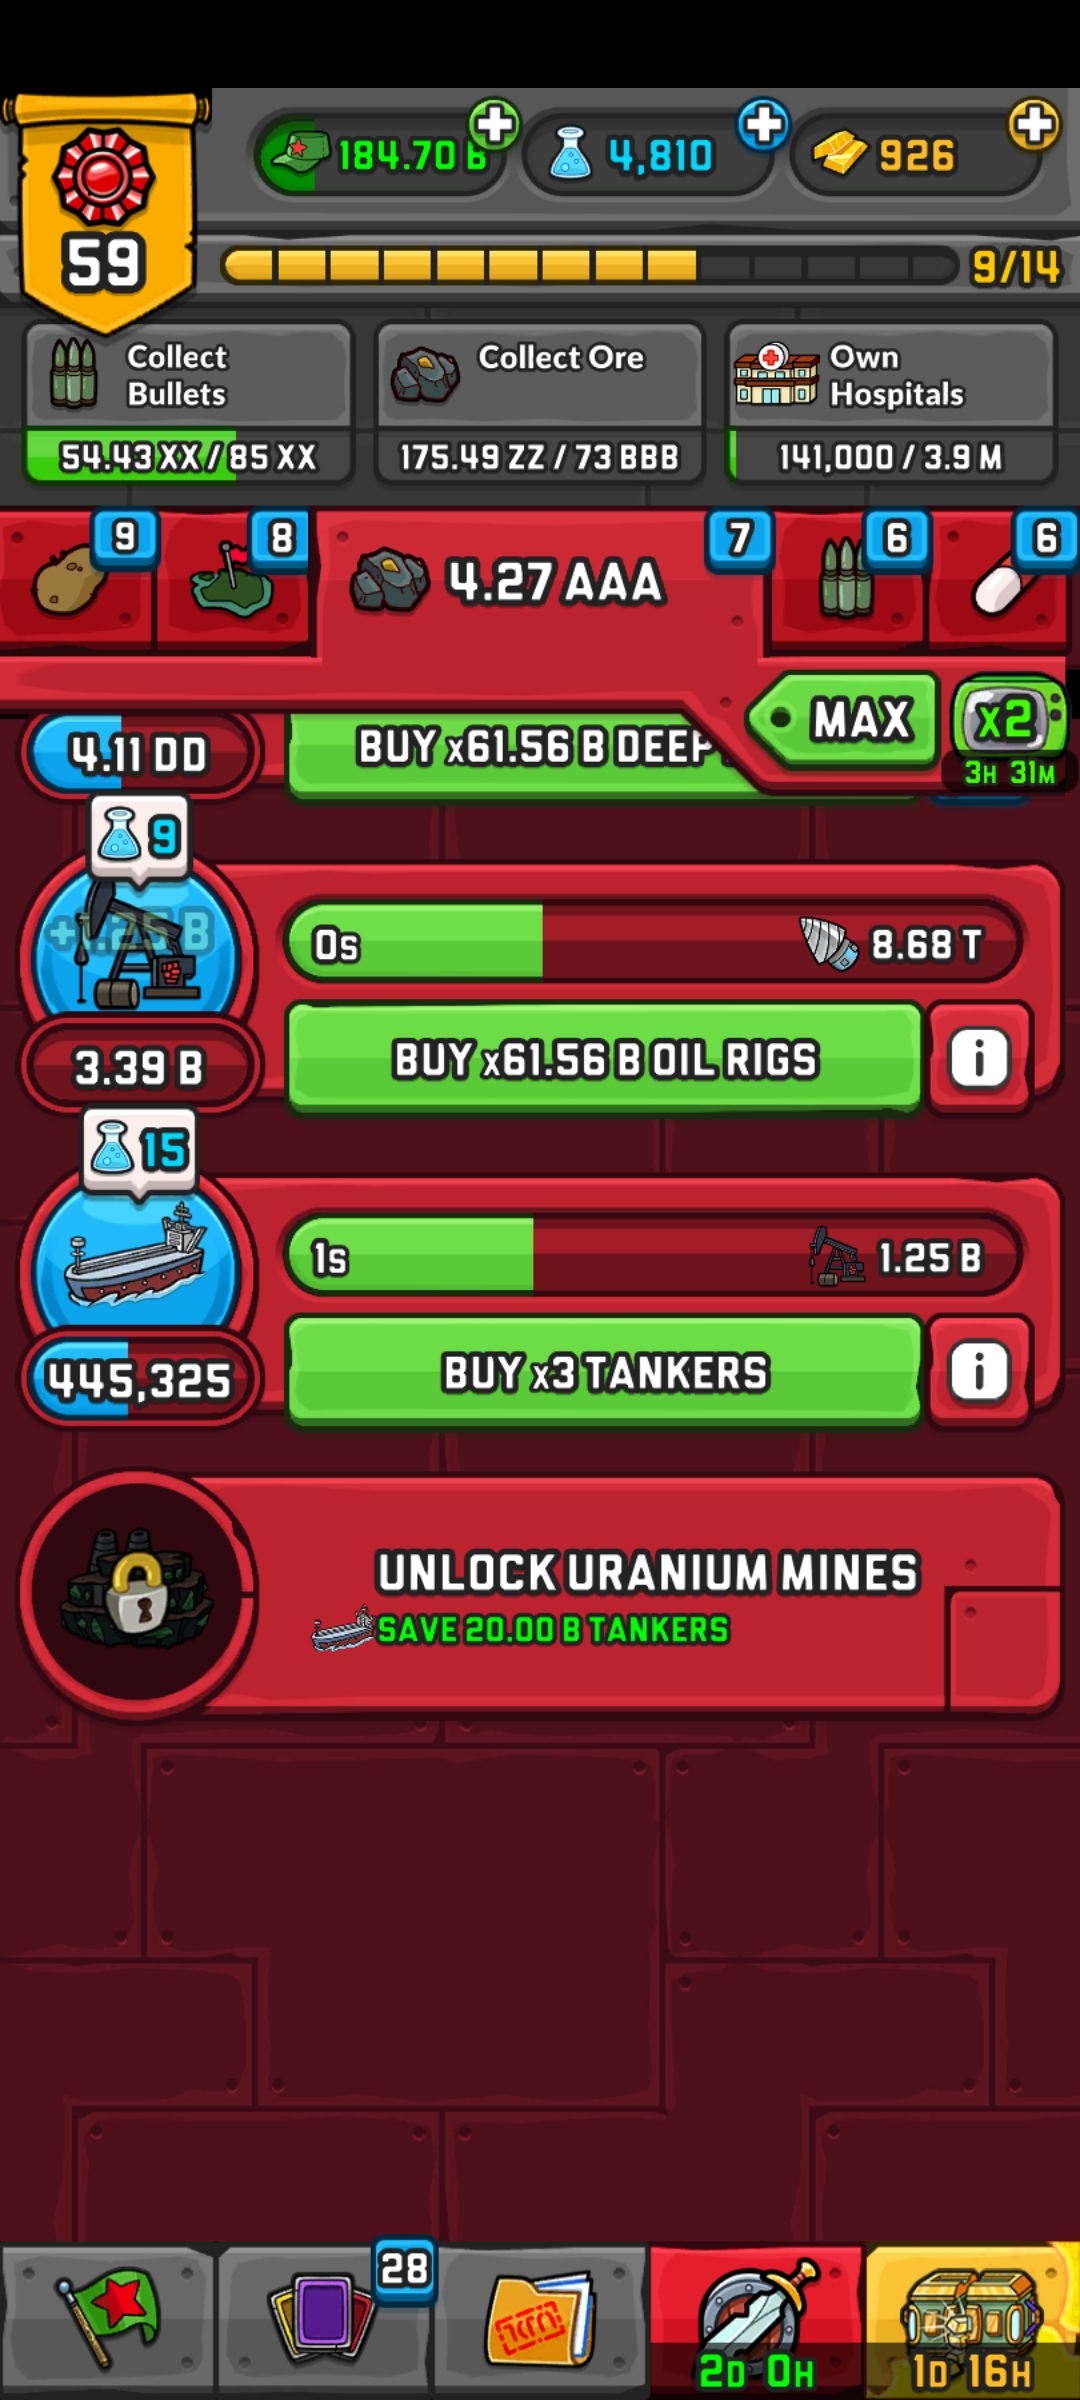 184.70 B
4,810
926
59
9/14
Collect
Bullets
54.43 XX / 85 XX
Collect Ore
175.49 ZZ / 73 BBB
Own
Hospitals
141,000 / 3.9 M
9
8
4.27 AAA
7
6
6
MAX
x2
3H 31M
4.11 DD
BUY x61.56 B DEEP
9
+1.25 B
0s
8.68 T
3.39 B
BUY x61.56 B OIL RIGS
i
15
1s
1.25 B
445,325
BUY x3 TANKERS
i
UNLOCK URANIUM MINES
SAVE 20.00 B TANKERS
28
2D 0H
1D 16H